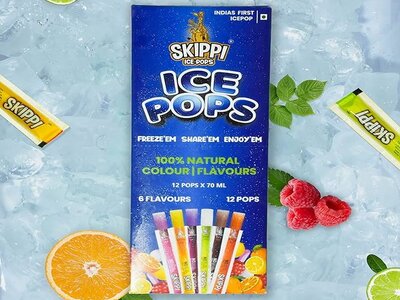 INDIAS FIRST
ICEPOP
SKIPPI
ICE POPS
ICE
POPS
FREEZE'EM SHARE'EM ENJOY'EM
100% NATURAL
COLOUR | FLAVOURS
12 POPS X 70 ML
6 FLAVOURS 12 POPS
SKIPPI
SKIPPI